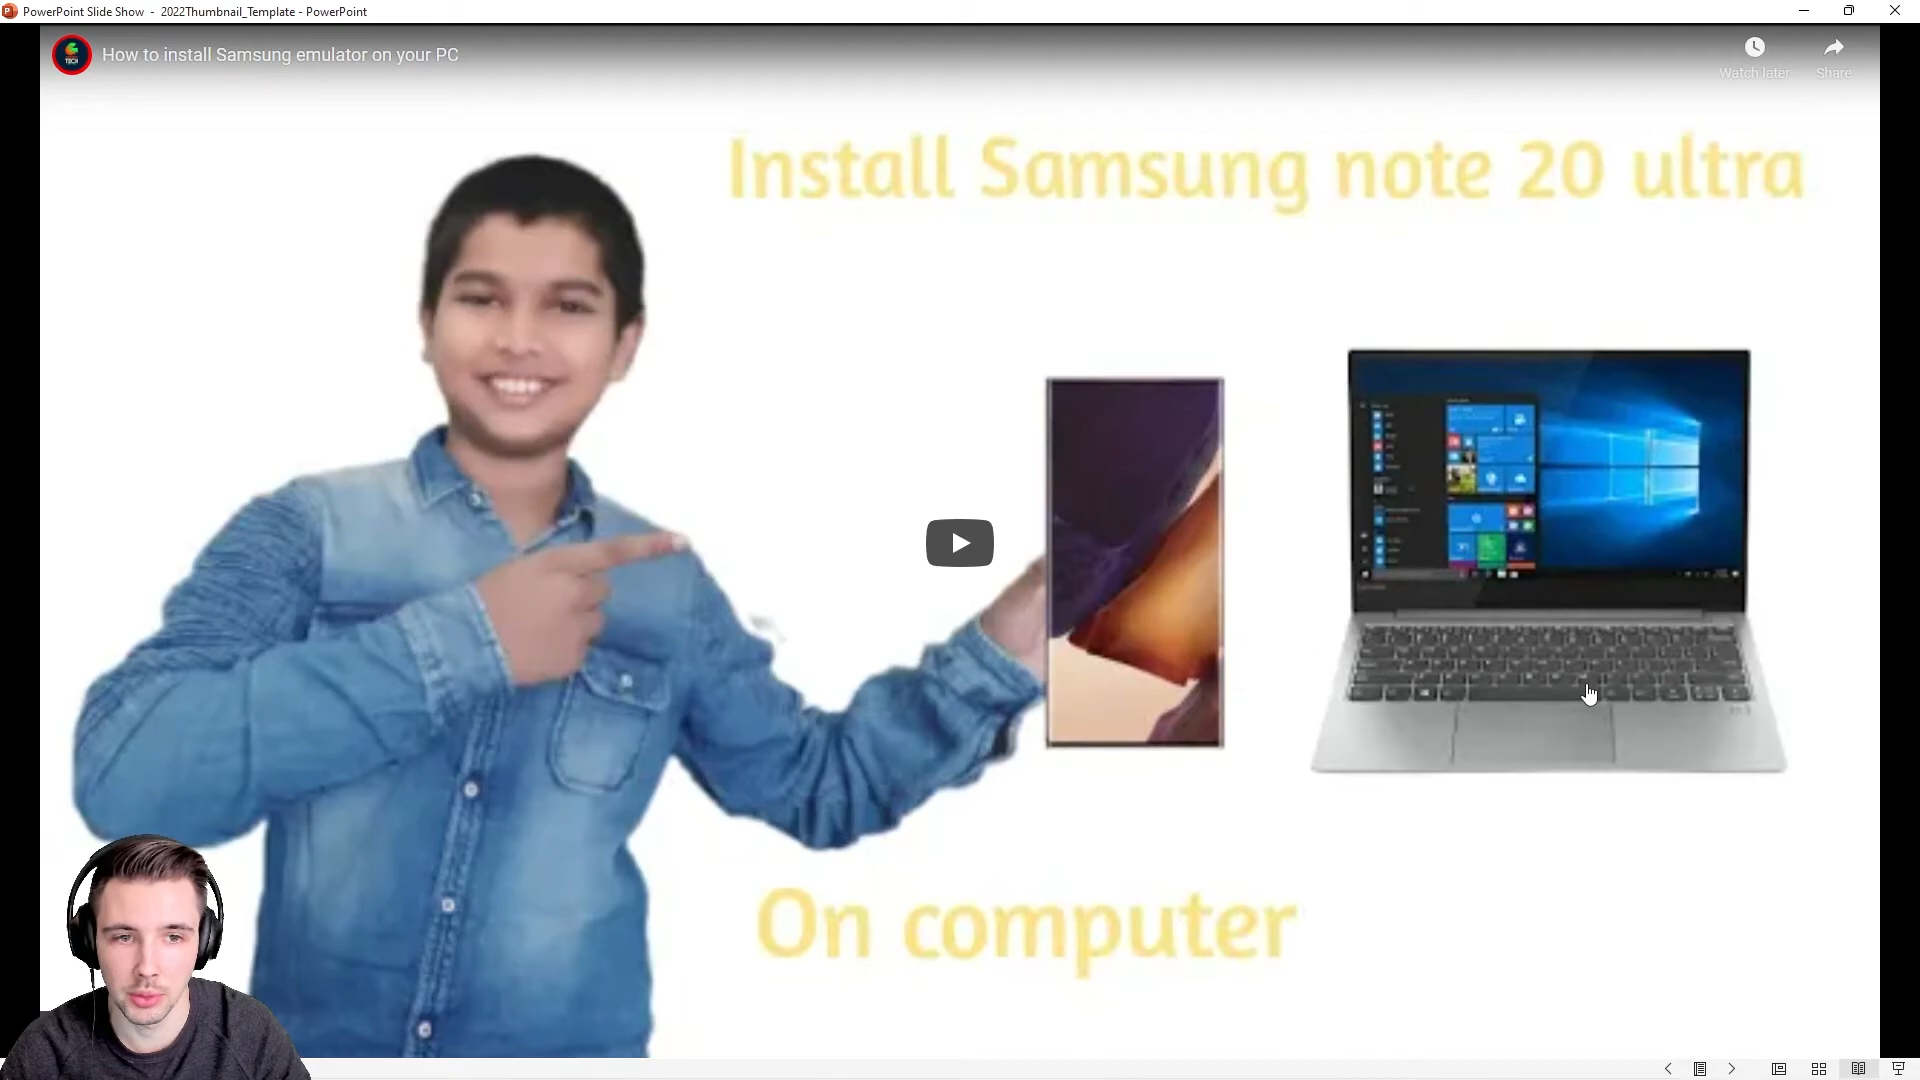 PowerPoint Slide Show - 2022Thumbnail_Template - PowerPoint
TECH
How to install Samsung emulator on your PC
Watch later
Share
Install Samsung note 20 ultra
On computer